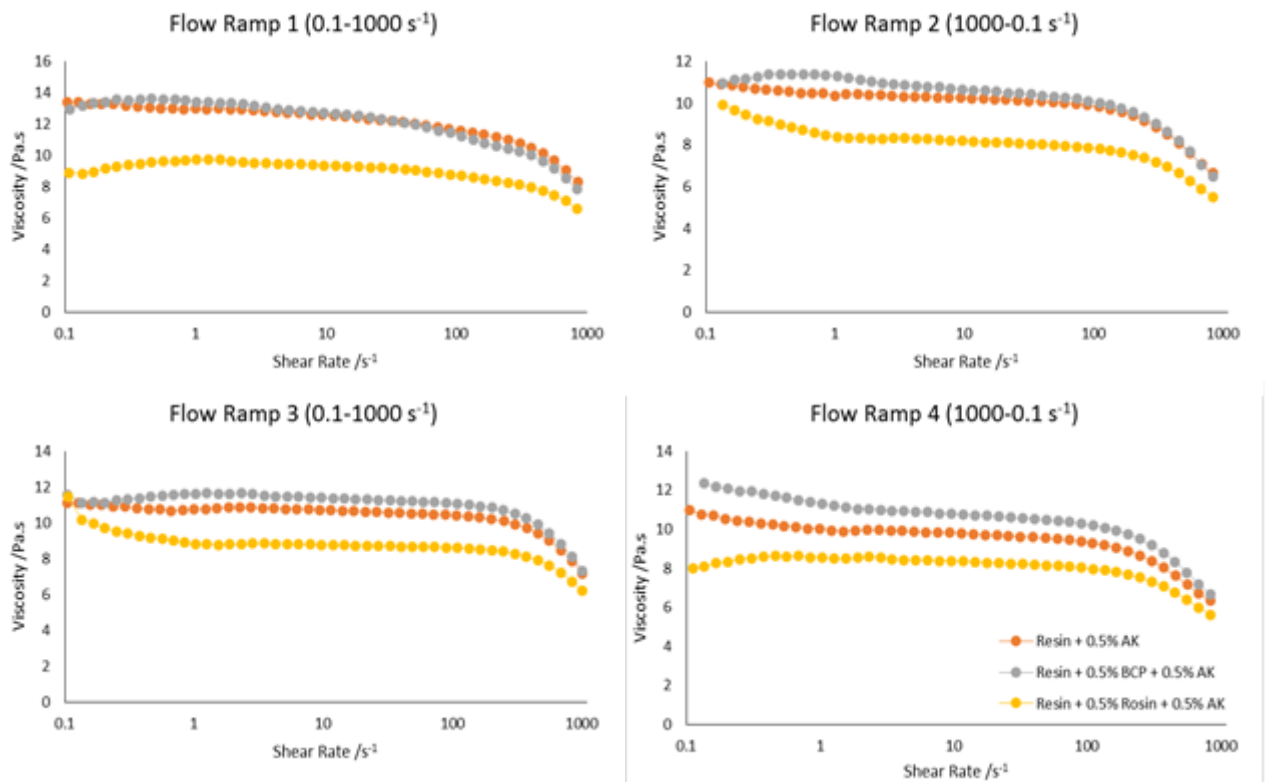 Flow Ramp 1 (0.1-1000 s⁻¹)
Viscosity /Pa.s
16
14
12
10
8
6
4
2
0
0.1 1 10 100 1000
Shear Rate /s⁻¹
Flow Ramp 2 (1000-0.1 s⁻¹)
Viscosity /Pa.s
12
10
8
6
4
2
0
0.1 1 10 100 1000
Shear Rate /s⁻¹
Flow Ramp 3 (0.1-1000 s⁻¹)
Viscosity /Pa.s
14
12
10
8
6
4
2
0
0.1 1 10 100 1000
Shear Rate /s⁻¹
Flow Ramp 4 (1000-0.1 s⁻¹)
Viscosity /Pa.s
14
12
10
8
6
4
2
0
Resin + 0.5% AK
Resin + 0.5% BCP + 0.5% AK
Resin + 0.5% Rosin + 0.5% AK
0.1 1 10 100 1000
Shear Rate /s⁻¹